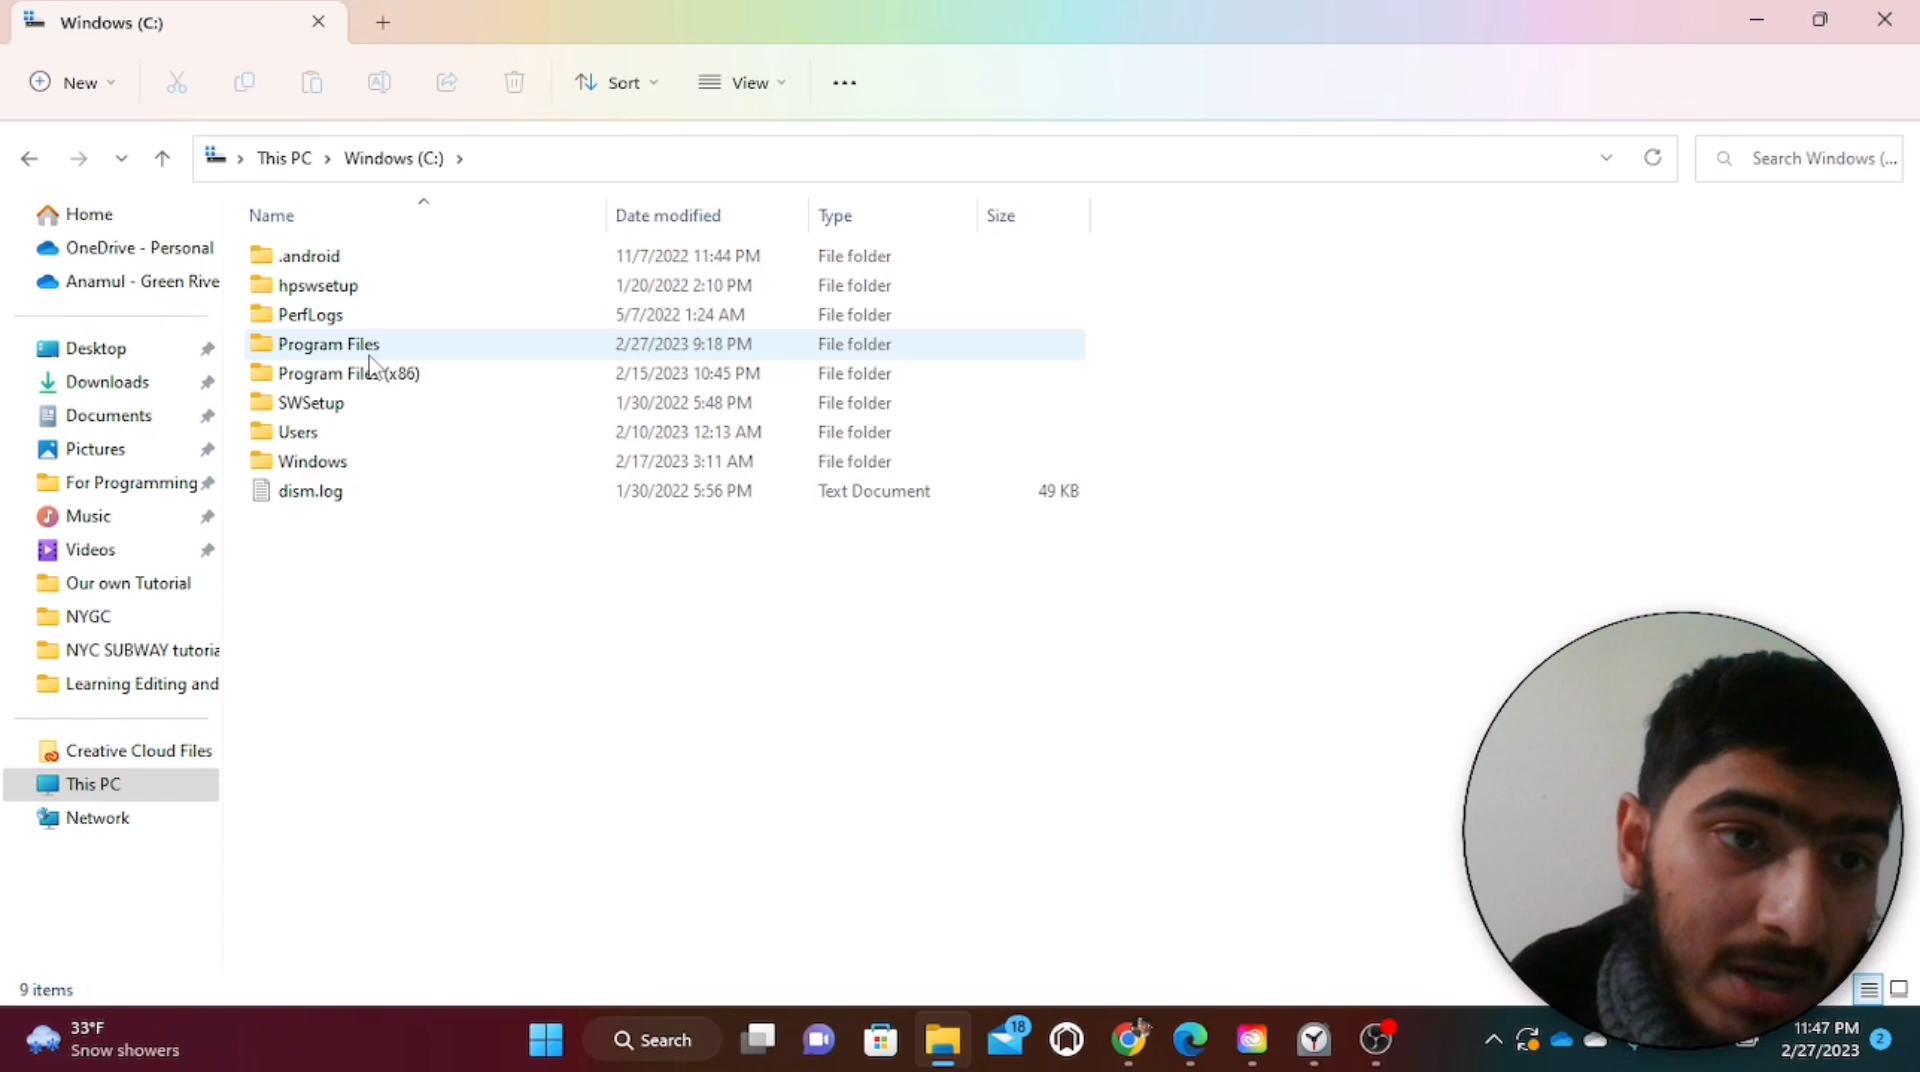 Windows (C:)
New
Sort
View
This PC
Windows (C:)
Search Windows (...
Home
OneDrive - Personal
Anamul - Green Rive
Desktop
Downloads
Documents
Pictures
For Programming
Music
Videos
Our own Tutorial
NYGC
NYC SUBWAY tutoria
Learning Editing and
Creative Cloud Files
This PC
Network
Name Date modified Type Size
.android 11/7/2022 11:44 PM File folder
hpswsetup 1/20/2022 2:10 PM File folder
PerfLogs 5/7/2022 1:24 AM File folder
Program Files 2/27/2023 9:18 PM File folder
Program Files (x86) 2/15/2023 10:45 PM File folder
SWSetup 1/30/2022 5:48 PM File folder
Users 2/10/2023 12:13 AM File folder
Windows 2/17/2023 3:11 AM File folder
dism.log 1/30/2022 5:56 PM Text Document 49 KB
9 items
33°F
Snow showers
Search
18
11:47 PM
2/27/2023
2